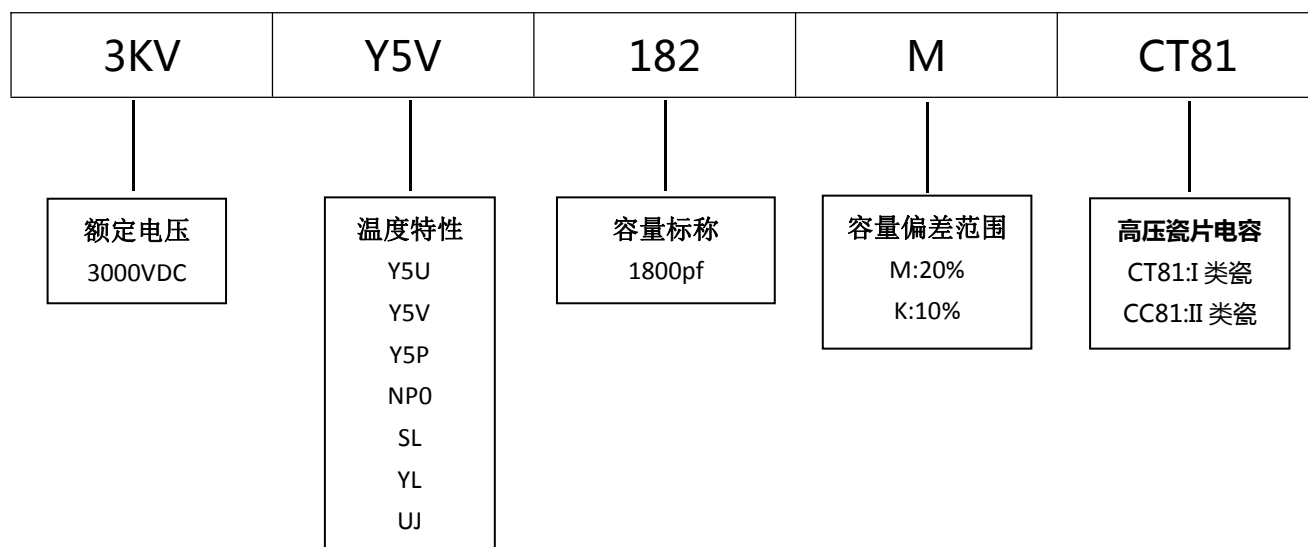 3KV Y5V 182 M CT81
额定电压
3000VDC
温度特性
Y5U
Y5V
Y5P
NP0
SL
YL
UJ
容量标称
1800pf
容量偏差范围
M:20%
K:10%
高压瓷片电容
CT81:I 类瓷
CC81:II 类瓷